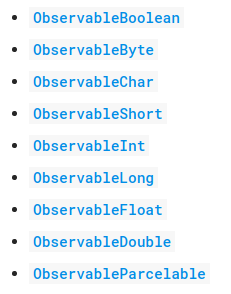 ObservableBoolean
ObservableByte
ObservableChar
ObservableShort
ObservableInt
ObservableLong
ObservableFloat
ObservableDouble
ObservableParcelable